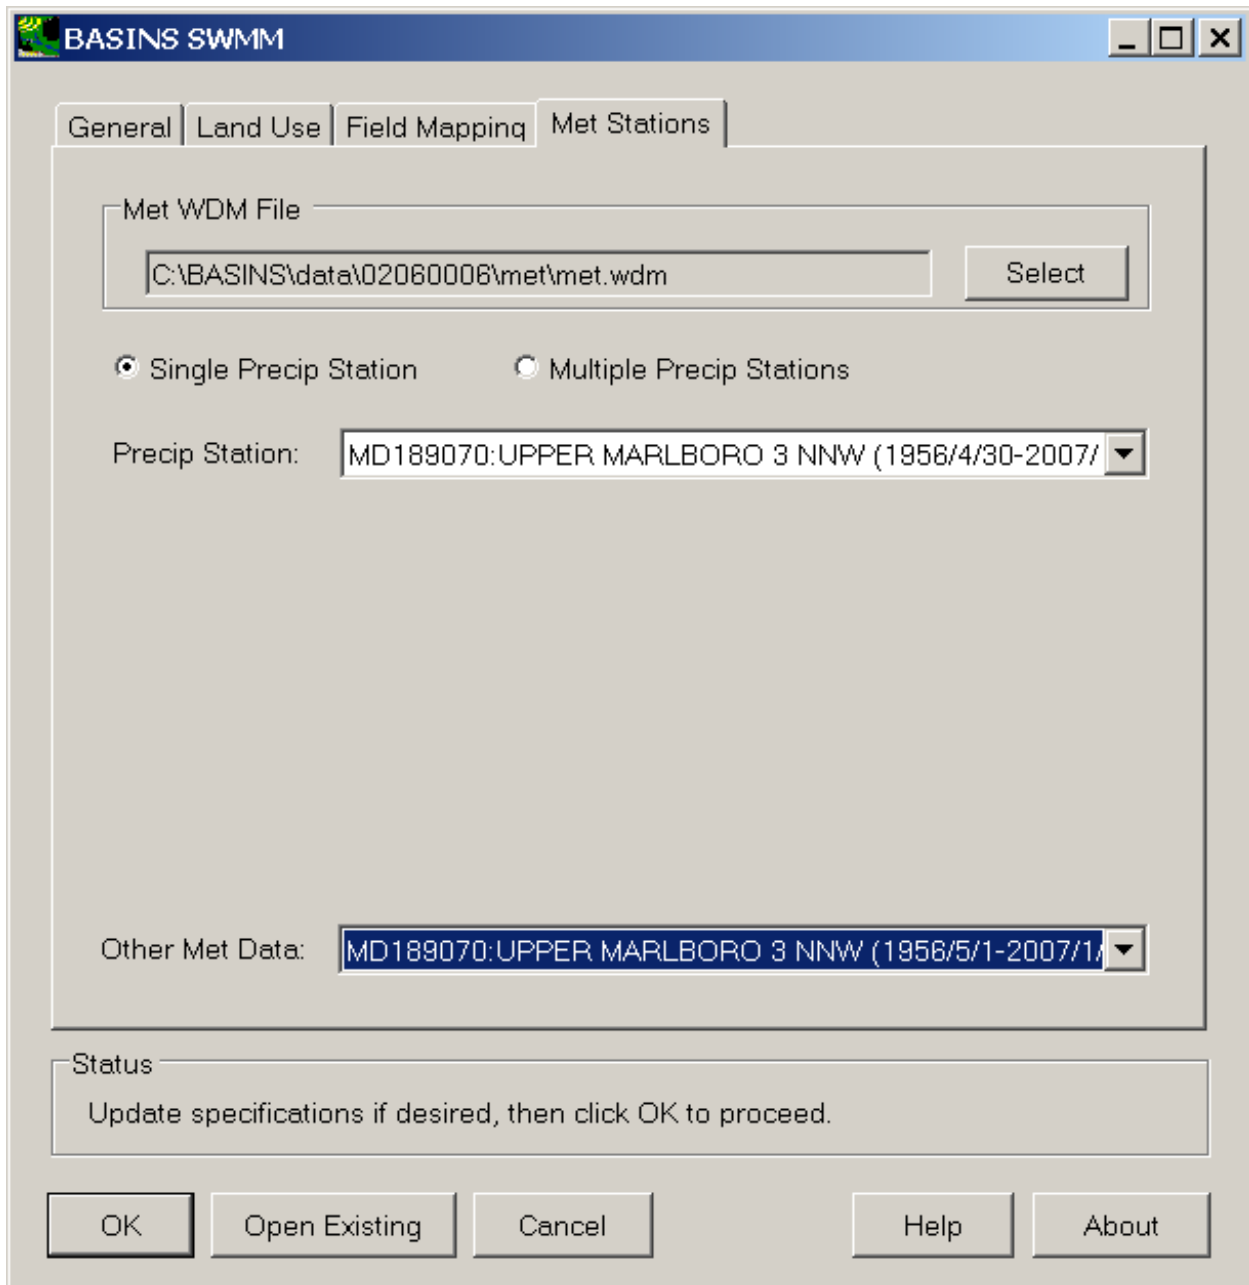 BASINS SWMM
General Land Use Field Mapping Met Stations
Met WDM File
C:\BASINS\data\02060006\met\met.wdm Select
Single Precip Station Multiple Precip Stations
Precip Station: MD189070:UPPER MARLBORO 3 NNW (1956/4/30-2007/
Other Met Data: MD189070:UPPER MARLBORO 3 NNW (1956/5/1-2007/1/
Status
Update specifications if desired, then click OK to proceed.
OK Open Existing Cancel Help About